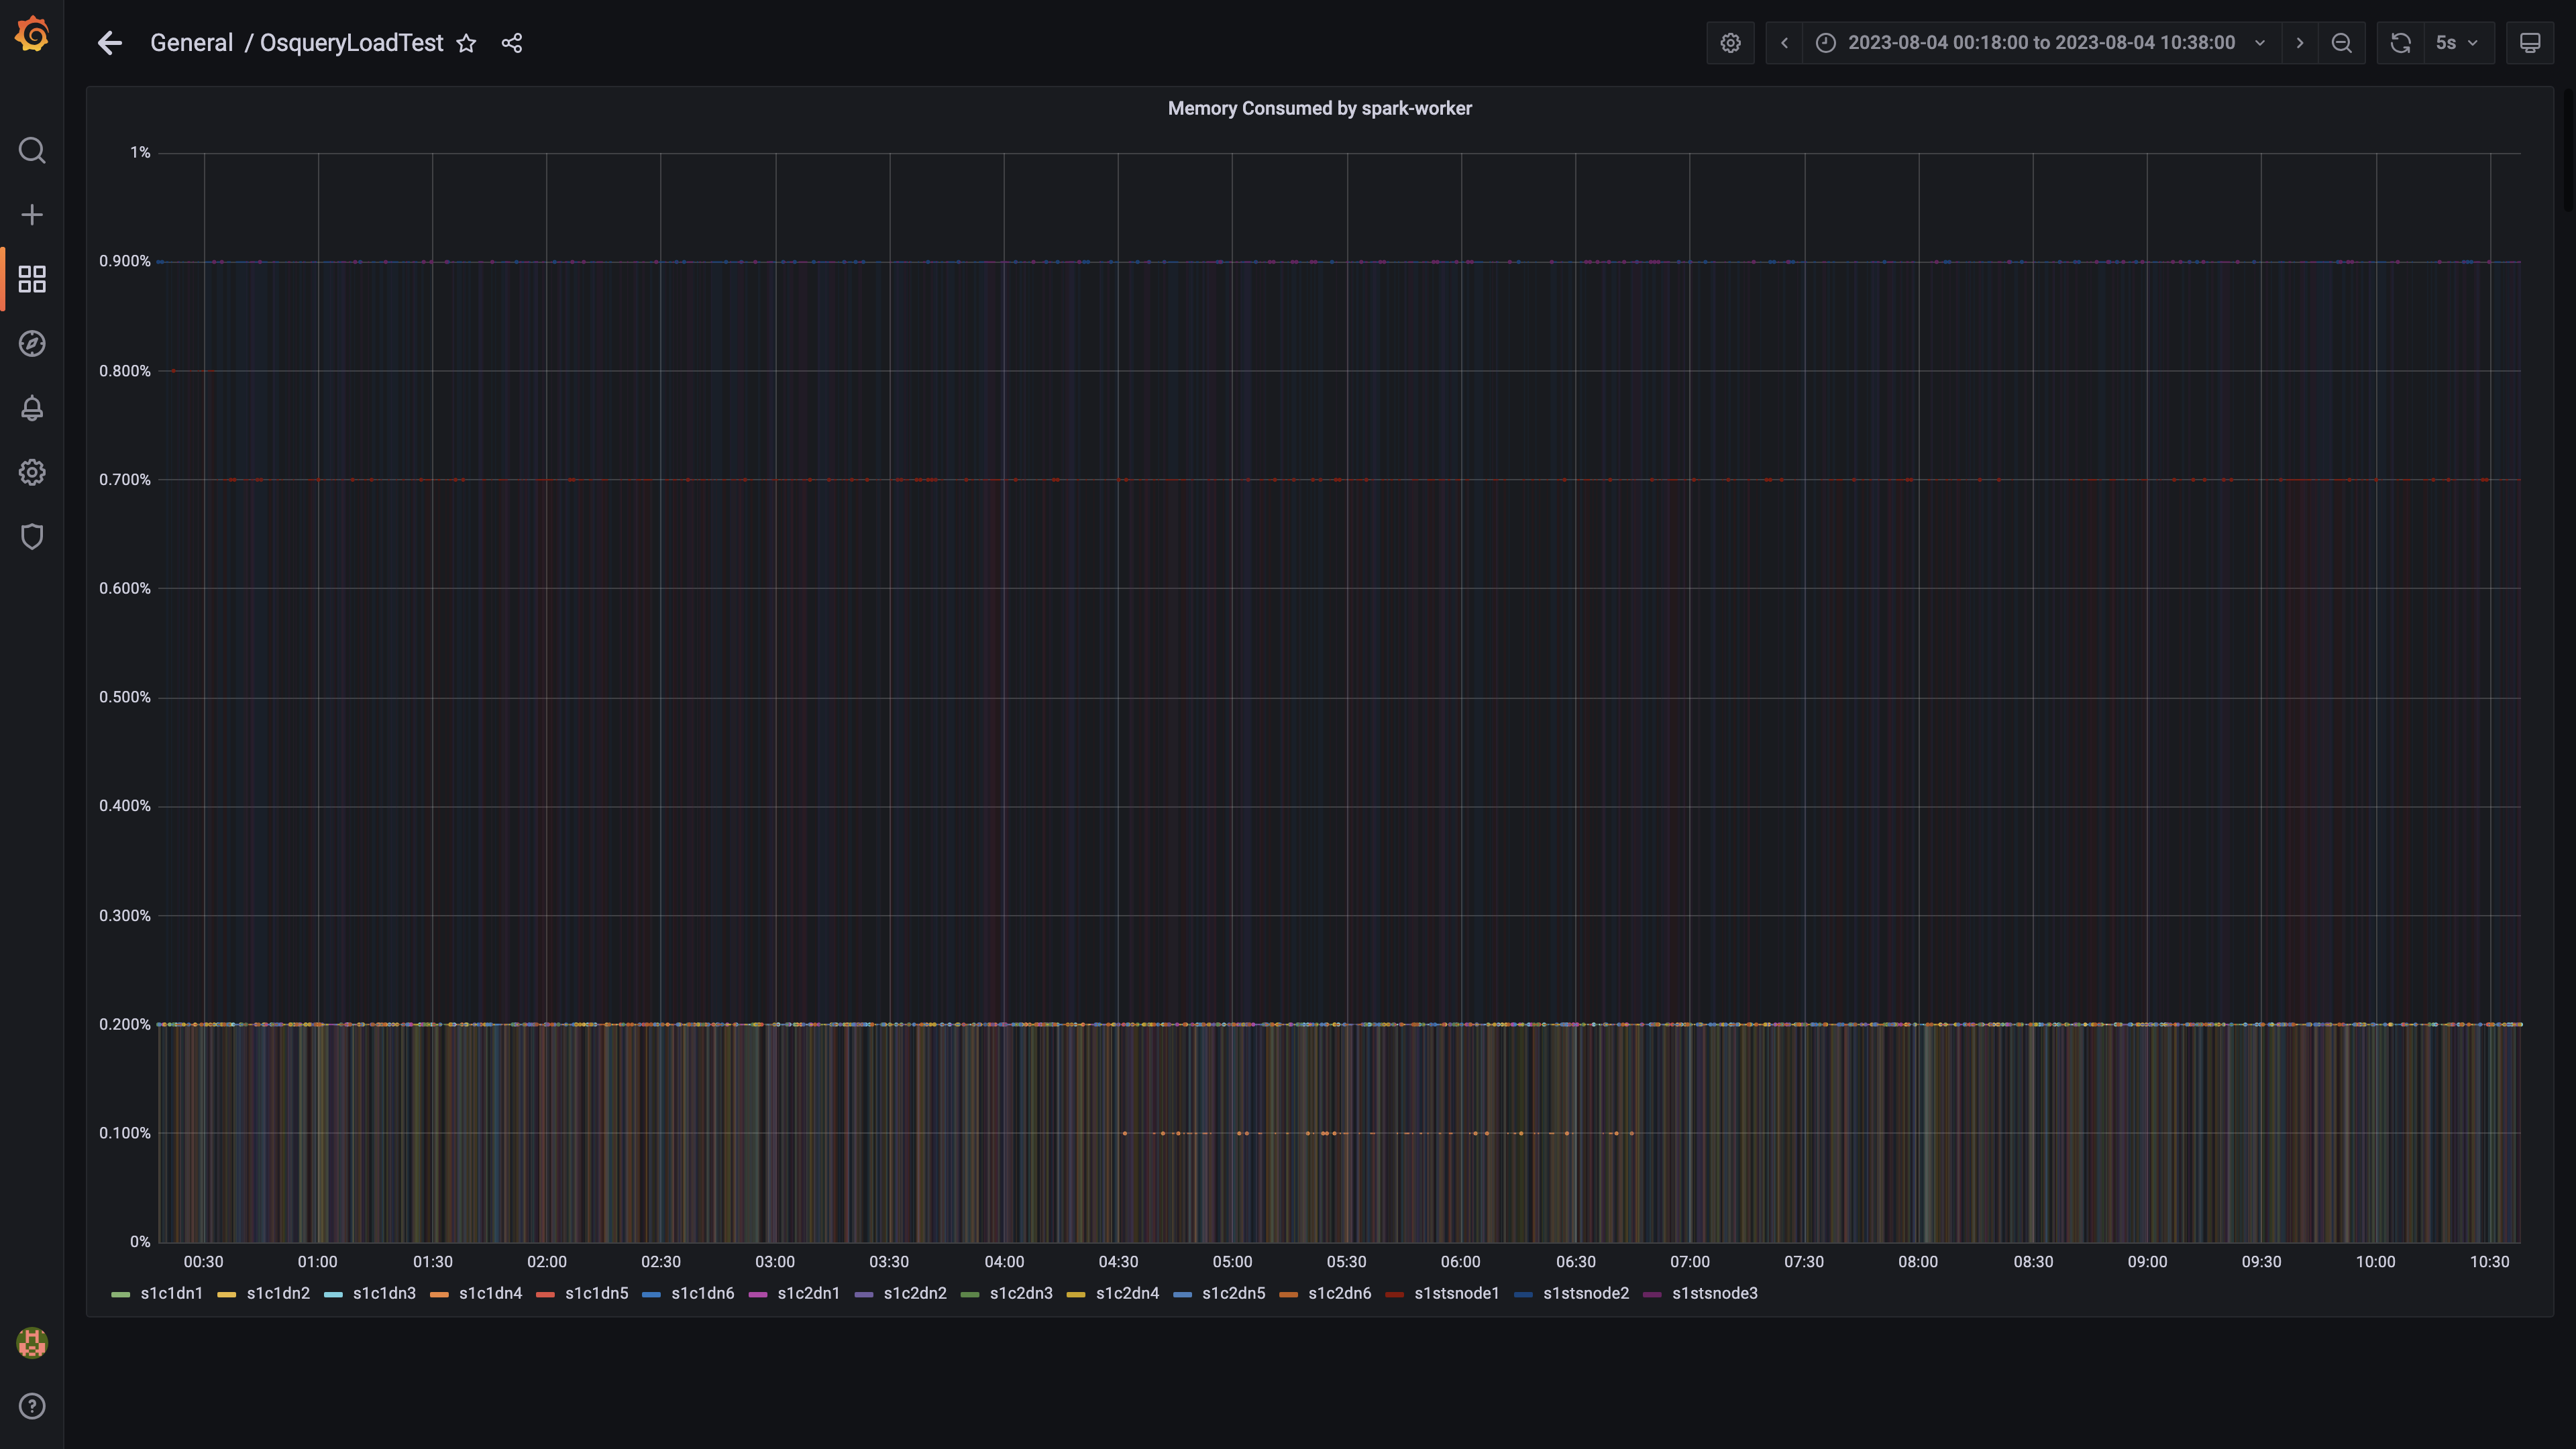 General / OsqueryLoadTest
2023-08-04 00:18:00 to 2023-08-04 10:38:00
5s
Memory Consumed by spark-worker
1%
0.900%
0.800%
0.700%
0.600%
0.500%
0.400%
0.300%
0.200%
0.100%
0%
00:30 01:00 01:30 02:00 02:30 03:00 03:30 04:00 04:30 05:00 05:30 06:00 06:30 07:00 07:30 08:00 08:30 09:00 09:30 10:00 10:30
s1c1dn1 s1c1dn2 s1c1dn3 s1c1dn4 s1c1dn5 s1c1dn6 s1c2dn1 s1c2dn2 s1c2dn3 s1c2dn4 s1c2dn5 s1c2dn6 s1stsnode1 s1stsnode2 s1stsnode3